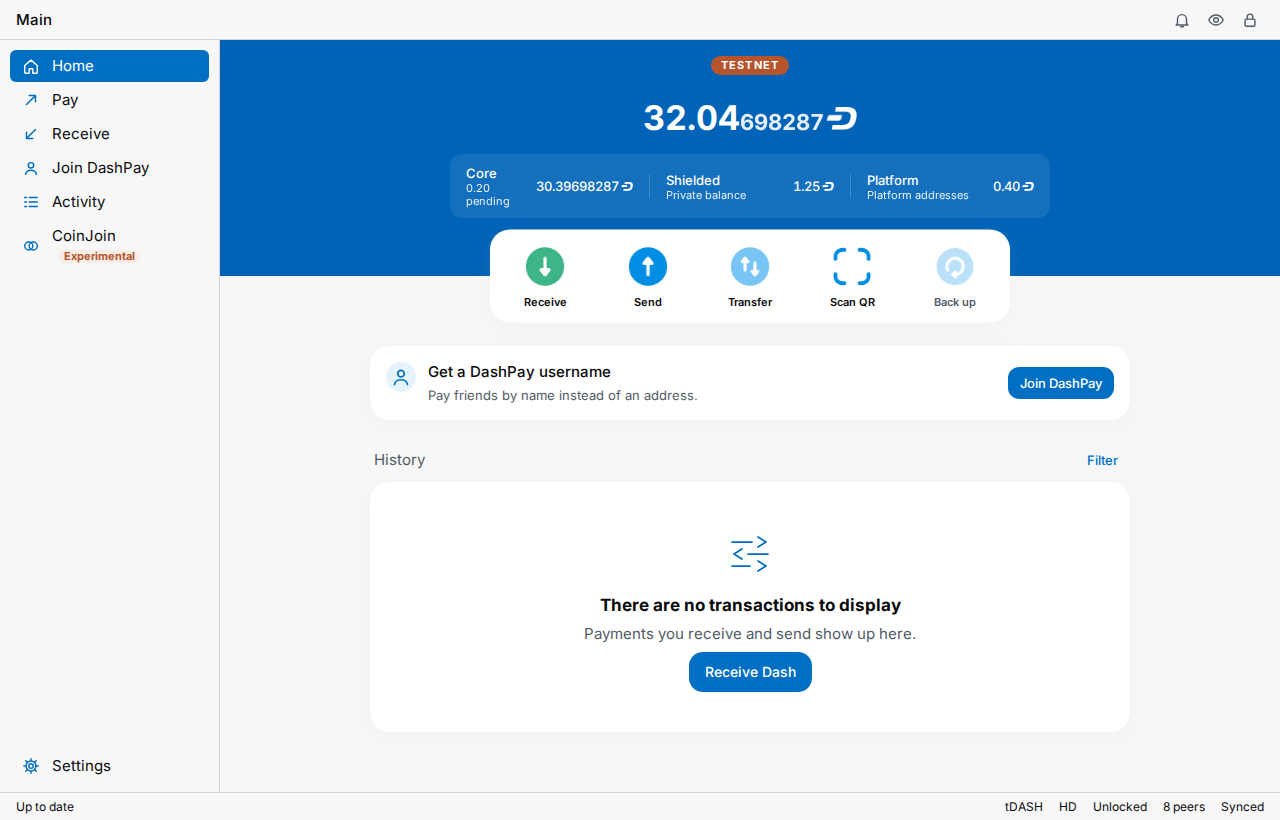 Main
Home
Pay
Receive
Join DashPay
Activity
CoinJoin
Experimental
Settings
TESTNET
32.04698287
Core
0.20
pending
30.39698287
Shielded
Private balance
1.25
Platform
Platform addresses
0.40
Receive
Send
Transfer
Scan QR
Back up
Get a DashPay username
Pay friends by name instead of an address.
Join DashPay
History
Filter
There are no transactions to display
Payments you receive and send show up here.
Receive Dash
Up to date
tDASH HD Unlocked 8 peers Synced